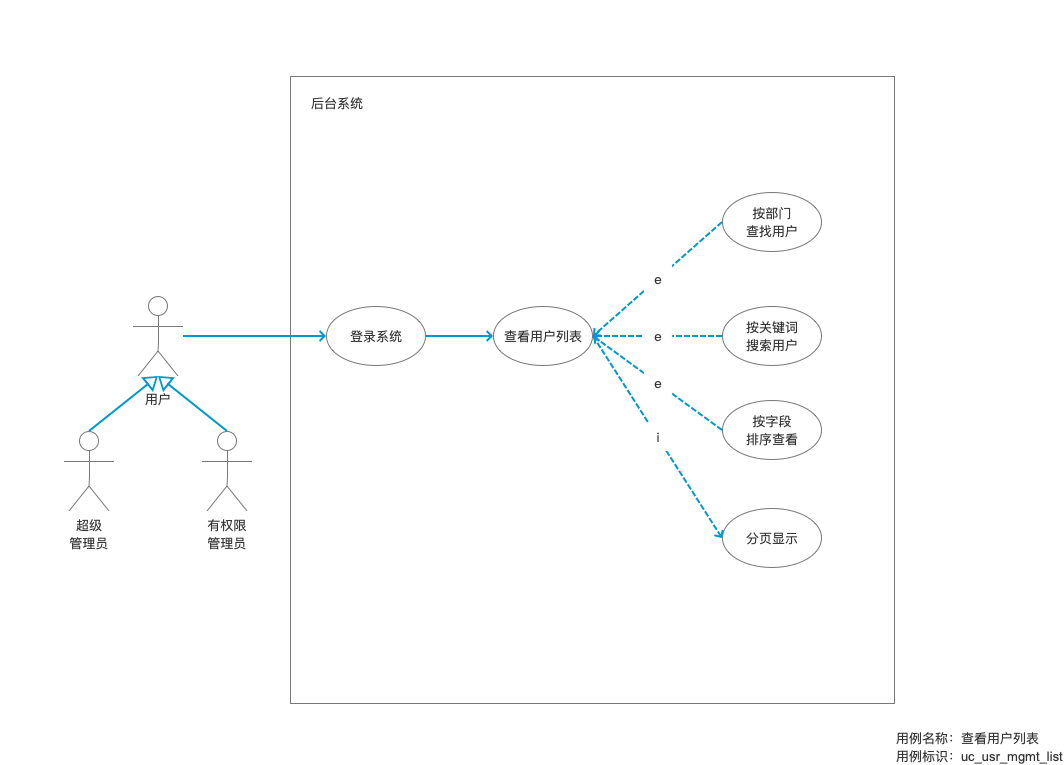 后台系统
按部门
查找用户
e
登录系统
查看用户列表
e
按关键词
搜索用户
e
按字段
排序查看
i
分页显示
用户
超级
管理员
有权限
管理员
用例名称：查看用户列表
用例标识：uc_usr_mgmt_list